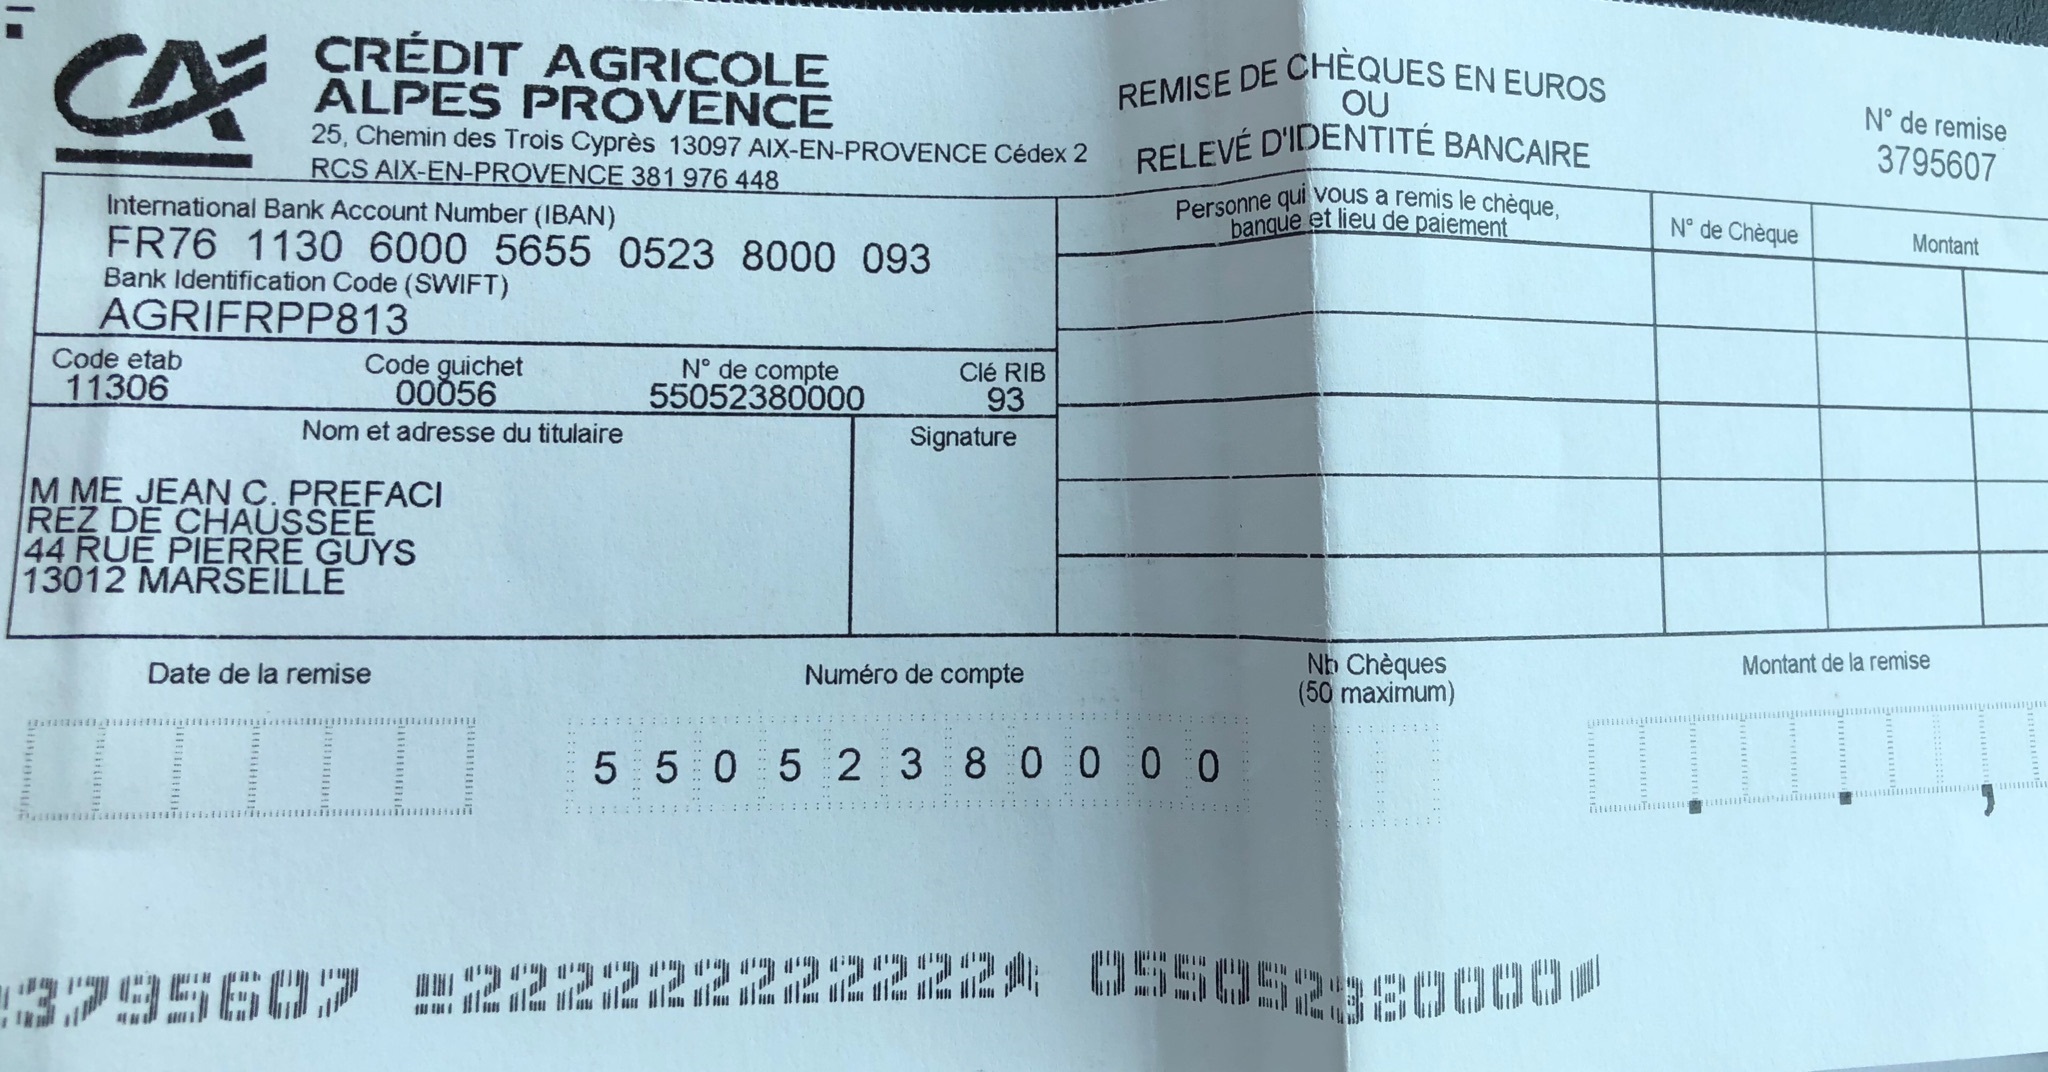 CRÉDIT AGRICOLE
ALPES PROVENCE
25, Chemin des Trois Cyprès 13097 AIX-EN-PROVENCE Cédex 2
RCS AIX-EN-PROVENCE 381 976 448
REMISE DE CHÈQUES EN EUROS
OU
RELEVÉ D'IDENTITÉ BANCAIRE
N° de remise
3795607
International Bank Account Number (IBAN)
FR76 1130 6000 5655 0523 8000 093
Bank Identification Code (SWIFT)
AGRIFRPP813
Code etab Code guichet N° de compte Clé RIB
11306 00056 55052380000 93
Nom et adresse du titulaire
Signature
M ME JEAN C. PREFACI
REZ DE CHAUSSEE
44 RUE PIERRE GUYS
13012 MARSEILLE
Personne qui vous a remis le chèque,
banque et lieu de paiement
N° de Chèque
Montant
Date de la remise
Numéro de compte
5 5 0 5 2 3 8 0 0 0 0
Nb Chèques
(50 maximum)
Montant de la remise
3795607 222222222222 055052380000